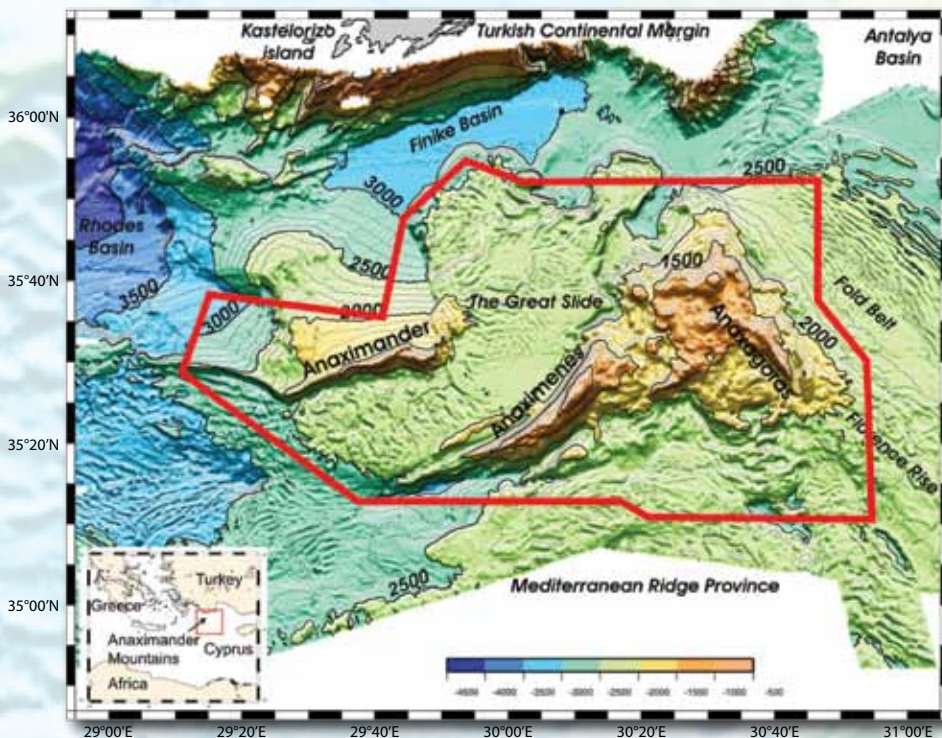 Kastelorizo
island
Turkish Continental Margin
Antalya
Basin
36°00'N
Finike Basin
2500
3000
Rhodes
Basin
35°40'N
3500
3000
2500
2000
1500
The Great Slide
Anaximander
Anaximenes
Anaxagoras
Fold Belt
2000
35°20'N
Florence Rise
35°00'N
2500
Mediterranean Ridge Province
Turkey
Greece
Anaximander
Mountains
Cyprus
Africa
-4500 -4000 -3500 -3000 -2500 -2000 -1500 -1000 -500
29°00'E 29°20'E 29°40'E 30°00'E 30°20'E 30°40'E 31°00'E